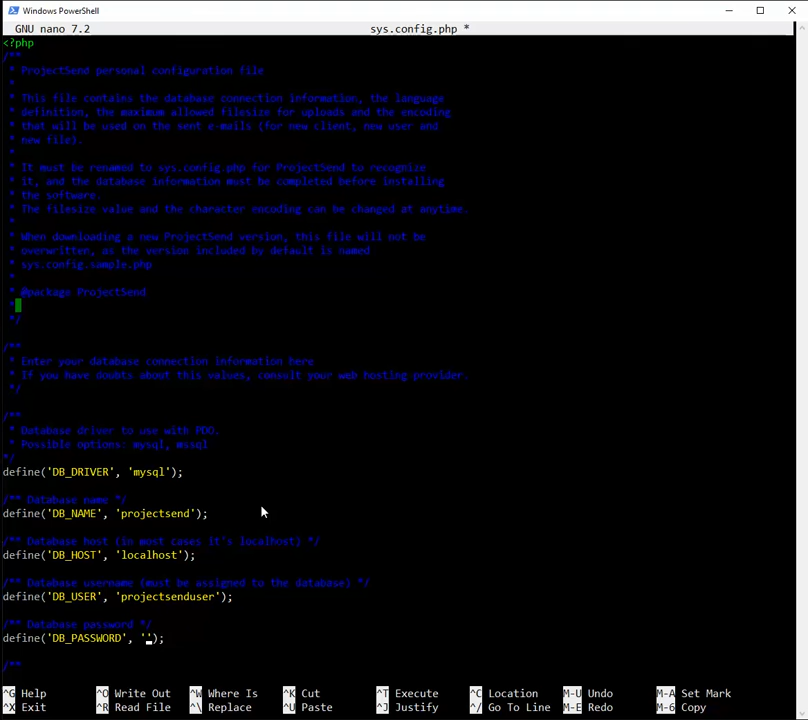 Windows PowerShell
GNU nano 7.2 sys.config.php *
<?php
/**
 * ProjectSend personal configuration file
 *
 * This file contains the database connection information, the language
 * definition, the maximum allowed filesize for uploads and the encoding
 * that will be used on the sent e-mails (for new client, new user and
 * new file).
 *
 * It must be renamed to sys.config.php for ProjectSend to recognize
 * it, and the database information must be completed before installing
 * the software.
 * The filesize value and the character encoding can be changed at anytime.
 *
 * When downloading a new ProjectSend version, this file will not be
 * overwritten, as the version included by default is named
 * sys.config.sample.php
 *
 * @package ProjectSend
 *
 */
/**
 * Enter your database connection information here
 * If you have doubts about this values, consult your web hosting provider.
 */
/**
 * Database driver to use with PDO.
 * Possible options: mysql, mssql
*/
define('DB_DRIVER', 'mysql');
/** Database name */
define('DB_NAME', 'projectsend');
/** Database host (in most cases it's localhost) */
define('DB_HOST', 'localhost');
/** Database username (must be assigned to the database) */
define('DB_USER', 'projectsenduser');
/** Database password */
define('DB_PASSWORD', '');
/**
^G Help ^O Write Out ^W Where Is ^K Cut ^T Execute ^C Location M-U Undo M-A Set Mark
^X Exit ^R Read File ^\ Replace ^U Paste ^J Justify ^/ Go To Line M-E Redo M-6 Copy